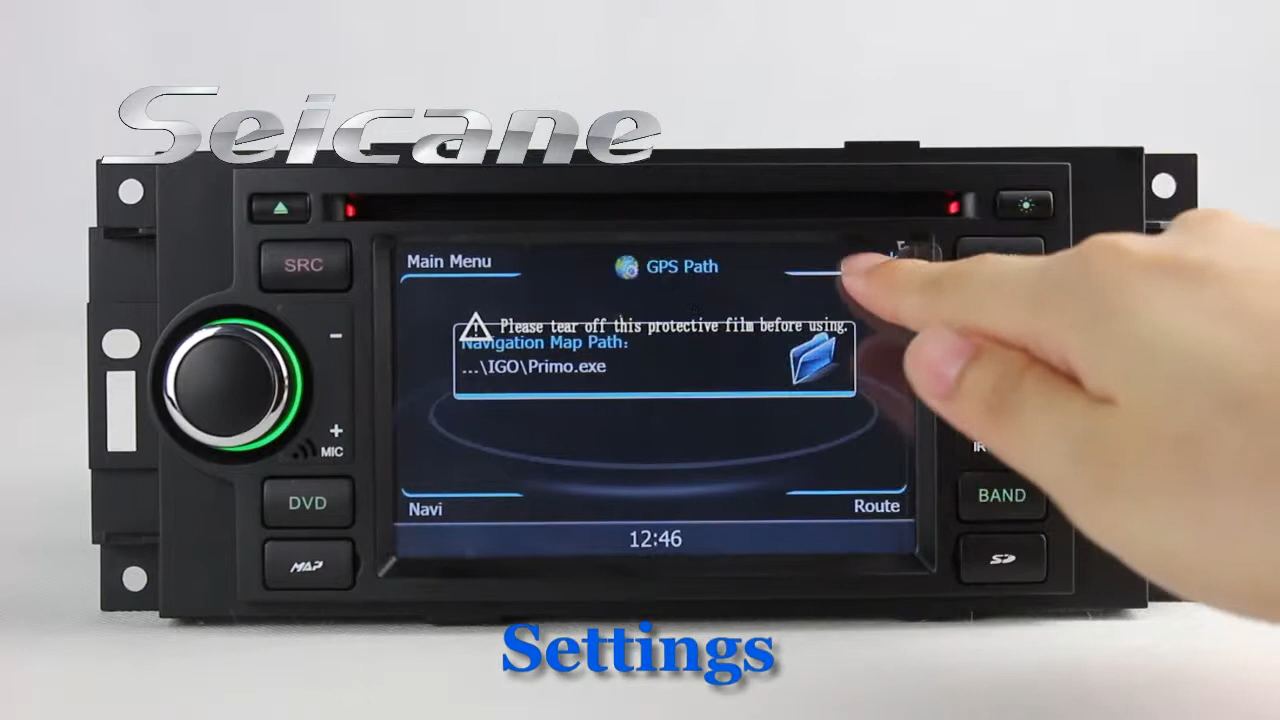 Seicane
SRC
Main Menu
GPS Path
Please tear off this protective film before using.
Navigation Map Path:
...\IGO\Primo.exe
+
MIC
IR
DVD
BAND
Navi
Route
MAP
12:46
Settings